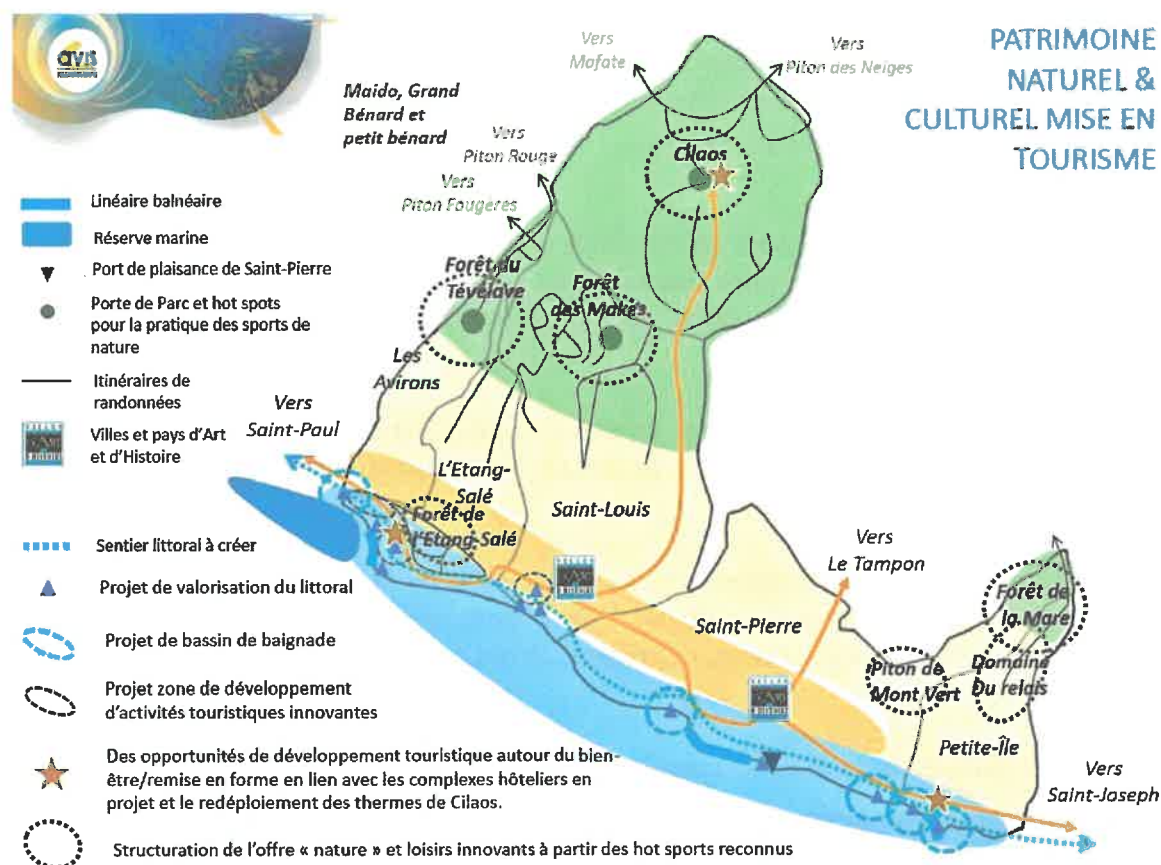 avis
PATRIMOINE
NATUREL &
CULTUREL MISE EN
TOURISME
Vers
Mafate
Vers
Piton des Neiges
Maido, Grand
Bénard et
petit bénard
Vers
Piton Rouge
Vers
Piton Fougères
Cilaos
Forêt du
Tévelave
Forêt
des Makes
Les
Avirons
Vers
Saint-Paul
L'Etang-
Salé
Forêt de
l'Etang-Salé
Saint-Louis
Vers
Le Tampon
Saint-Pierre
Forêt de
la Mare
Piton de
Mont Vert
Domaine
Du relais
Petite-Île
Vers
Saint-Joseph
Linéaire balnéaire
Réserve marine
Port de plaisance de Saint-Pierre
Porte de Parc et hot spots
pour la pratique des sports de
nature
Itinéraires de
randonnées
Villes et pays d'Art
et d'Histoire
Sentier littoral à créer
Projet de valorisation du littoral
Projet de bassin de baignade
Projet zone de développement
d'activités touristiques innovantes
Des opportunités de développement touristique autour du bien-
être/remise en forme en lien avec les complexes hôteliers en
projet et le redéploiement des thermes de Cilaos.
Structuration de l'offre « nature » et loisirs innovants à partir des hot sports reconnus